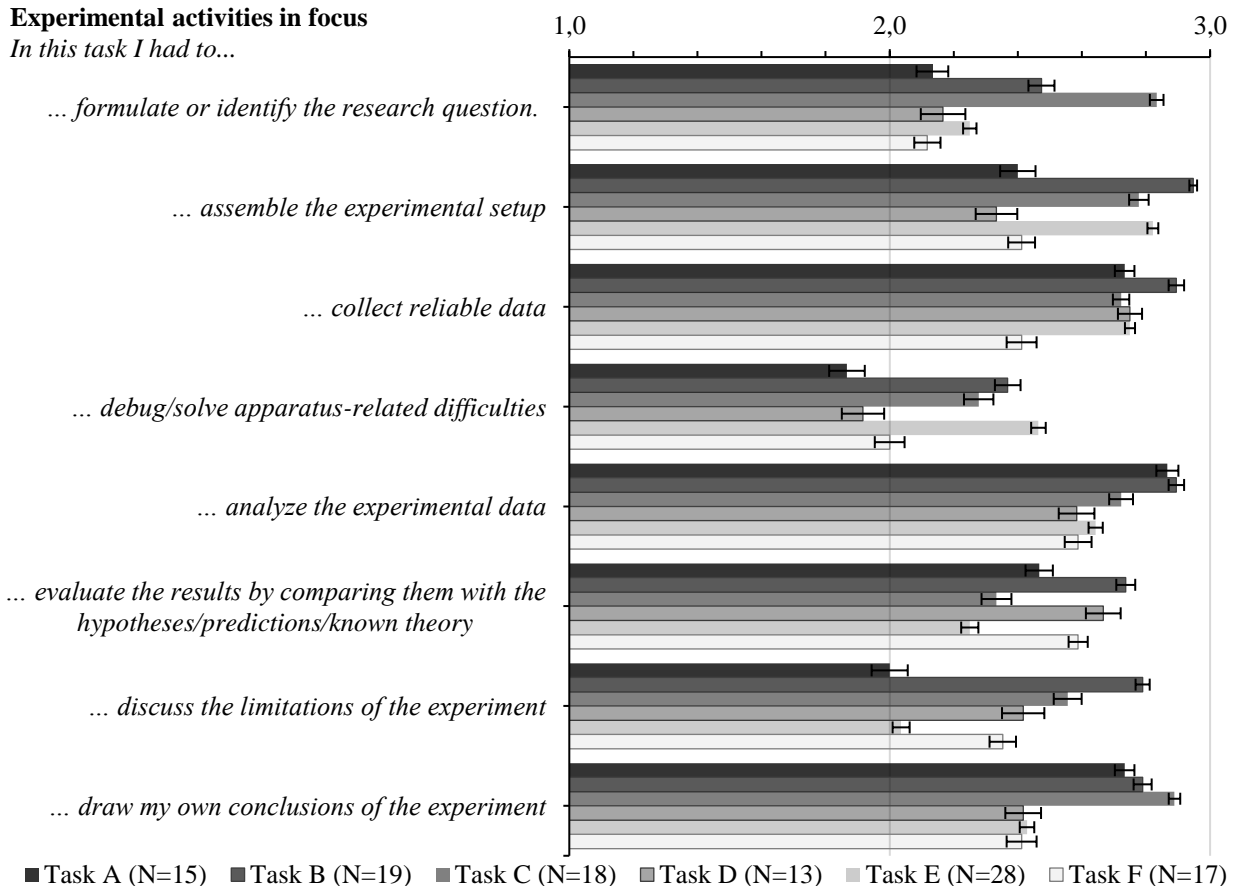 Experimental activities in focus
In this task I had to...
1,0 2,0 3,0
... formulate or identify the research question.
... assemble the experimental setup
... collect reliable data
... debug/solve apparatus-related difficulties
... analyze the experimental data
... evaluate the results by comparing them with the
hypotheses/predictions/known theory
... discuss the limitations of the experiment
... draw my own conclusions of the experiment
Task A (N=15) Task B (N=19) Task C (N=18) Task D (N=13) Task E (N=28) Task F (N=17)